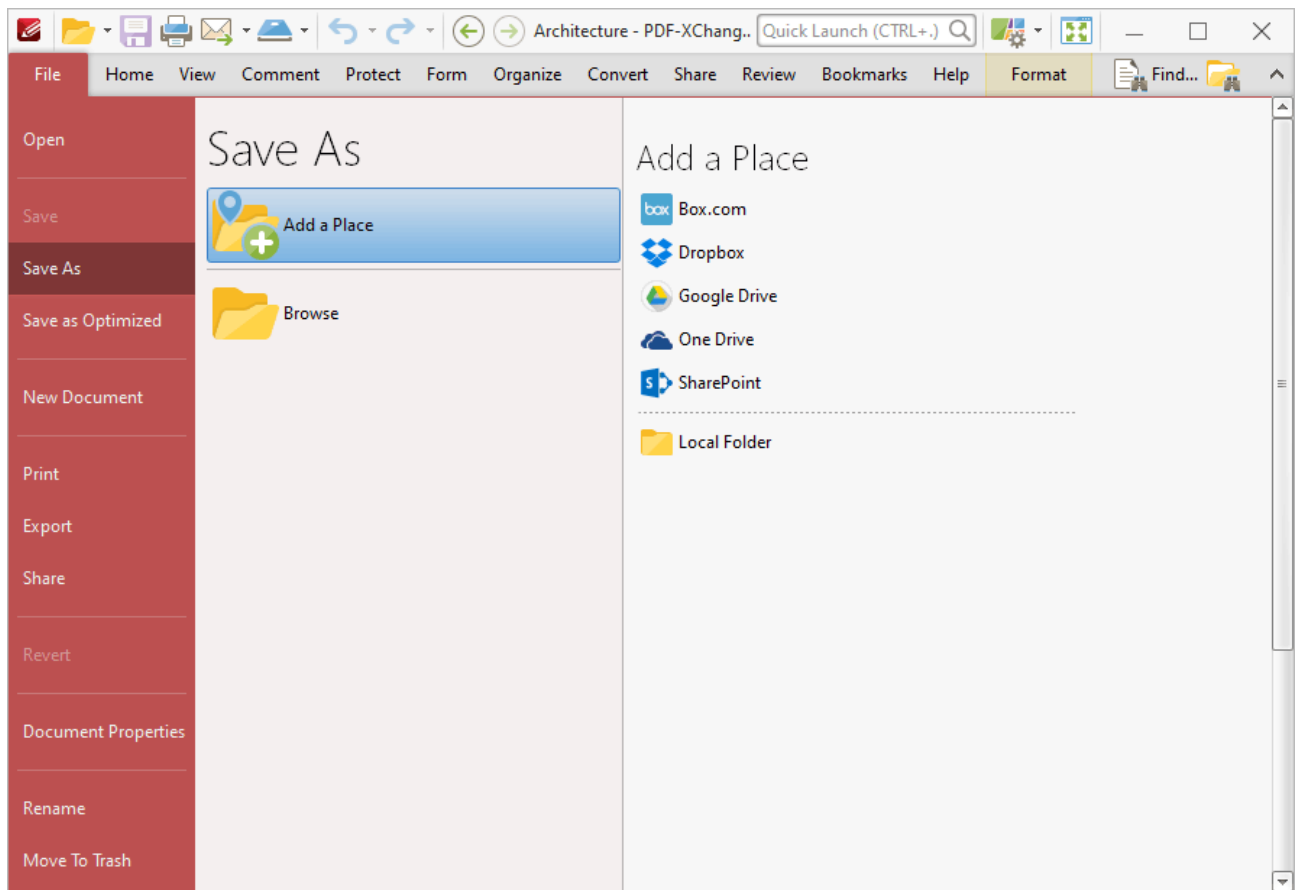 Architecture - PDF-XChang..
Quick Launch (CTRL+.)
File Home View Comment Protect Form Organize Convert Share Review Bookmarks Help Format Find...
Open
Save
Save As
Save as Optimized
New Document
Print
Export
Share
Revert
Document Properties
Rename
Move To Trash
Save As
Add a Place
Browse
Add a Place
box Box.com
Dropbox
Google Drive
One Drive
S SharePoint
Local Folder